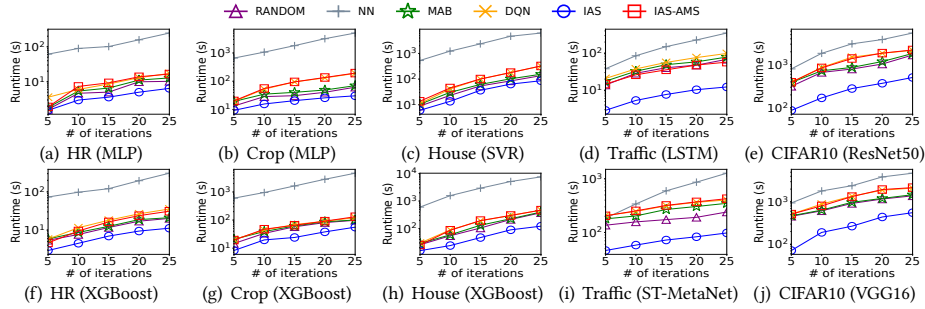 RANDOM NN MAB DQN IAS IAS-AMS
Runtime (s) 10² 10¹ 5 10 15 20 25 # of iterations
Runtime (s) 10³ 10² 10¹ 5 10 15 20 25 # of iterations
Runtime (s) 10³ 10² 10¹ 5 10 15 20 25 # of iterations
Runtime (s) 10² 10¹ 5 10 15 20 25 # of iterations
Runtime (s) 10³ 10² 5 10 15 20 25 # of iterations
(a) HR (MLP) (b) Crop (MLP) (c) House (SVR) (d) Traffic (LSTM) (e) CIFAR10 (ResNet50)
Runtime (s) 10² 10¹ 5 10 15 20 25 # of iterations
Runtime (s) 10³ 10² 10¹ 5 10 15 20 25 # of iterations
Runtime (s) 10⁴ 10² 5 10 15 20 25 # of iterations
Runtime (s) 10³ 10² 5 10 15 20 25 # of iterations
Runtime (s) 10³ 10² 5 10 15 20 25 # of iterations
(f) HR (XGBoost) (g) Crop (XGBoost) (h) House (XGBoost) (i) Traffic (ST-MetaNet) (j) CIFAR10 (VGG16)